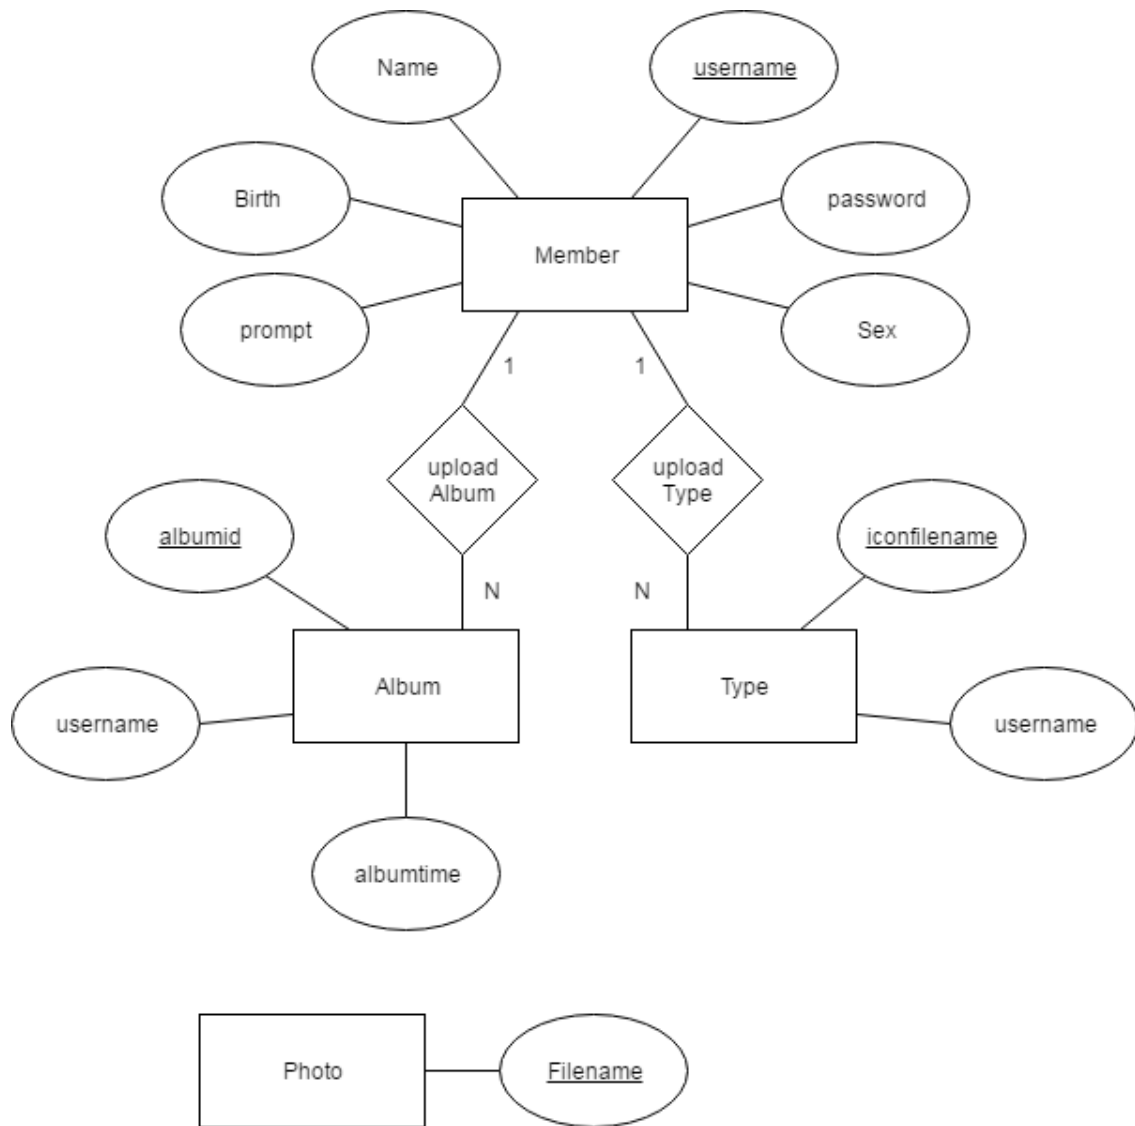 Name
username
Birth
password
Member
prompt
Sex
1
1
upload
Album
upload
Type
albumid
iconfilename
N
N
Album
Type
username
username
albumtime
Photo
Filename